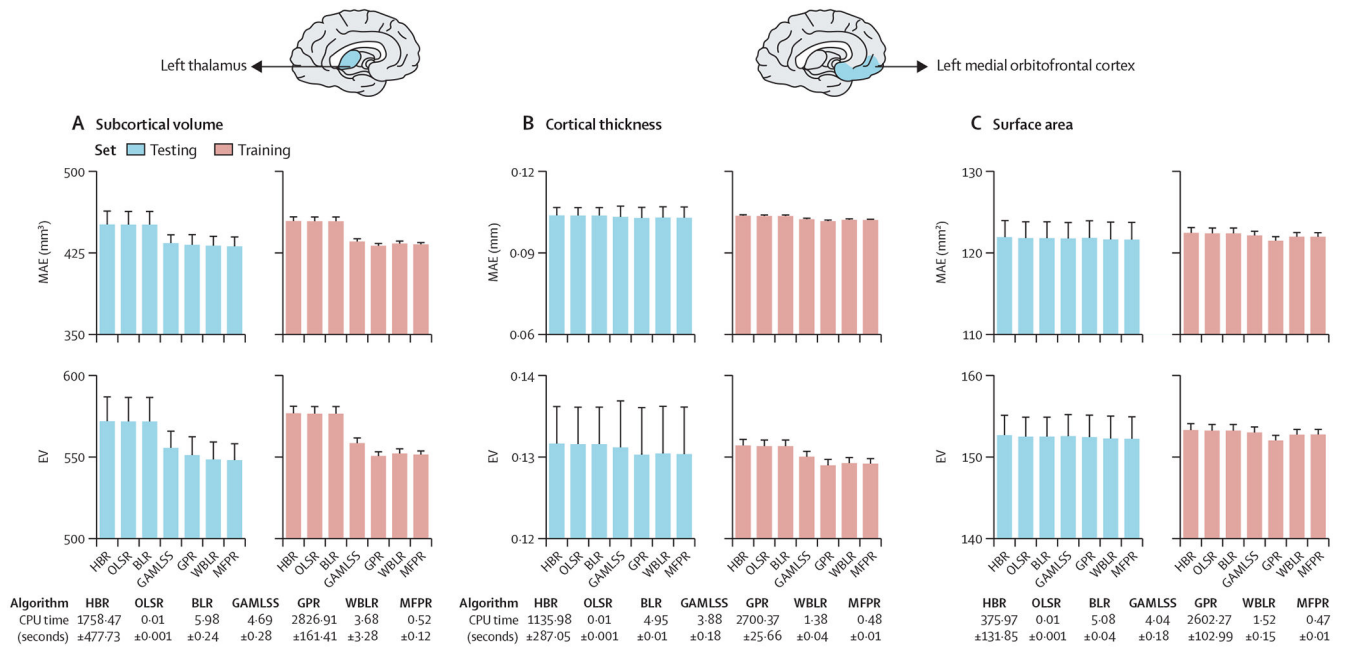 Left thalamus
Left medial orbitofrontal cortex
A Subcortical volume
Set Testing Training
500
425
350
MAE (mm³)
600
550
500
EV
HBR OLSR BLR GAMLSS GPR WBLR MFPR
HBR OLSR BLR GAMLSS GPR WBLR MFPR
Algorithm HBR OLSR BLR GAMLSS GPR WBLR MFPR
CPU time 1758·47 0·01 5·98 4·69 2826·91 3·68 0·52
(seconds) ±477·73 ±0·001 ±0·24 ±0·28 ±161·41 ±3·28 ±0·12
B Cortical thickness
0·12
0·09
0·06
MAE (mm)
0·14
0·13
0·12
EV
HBR OLSR BLR GAMLSS GPR WBLR MFPR
HBR OLSR BLR GAMLSS GPR WBLR MFPR
Algorithm HBR OLSR BLR GAMLSS GPR WBLR MFPR
CPU time 1135·98 0·01 4·95 3·88 2700·37 1·38 0·48
(seconds) ±287·05 ±0·001 ±0·01 ±0·18 ±25·66 ±0·04 ±0·01
C Surface area
130
120
110
MAE (mm²)
160
150
140
EV
HBR OLSR BLR GAMLSS GPR WBLR MFPR
HBR OLSR BLR GAMLSS GPR WBLR MFPR
HBR OLSR BLR GAMLSS GPR WBLR MFPR
375·97 0·01 5·08 4·04 2602·27 1·52 0·47
±131·85 ±0·001 ±0·04 ±0·18 ±102·99 ±0·15 ±0·01